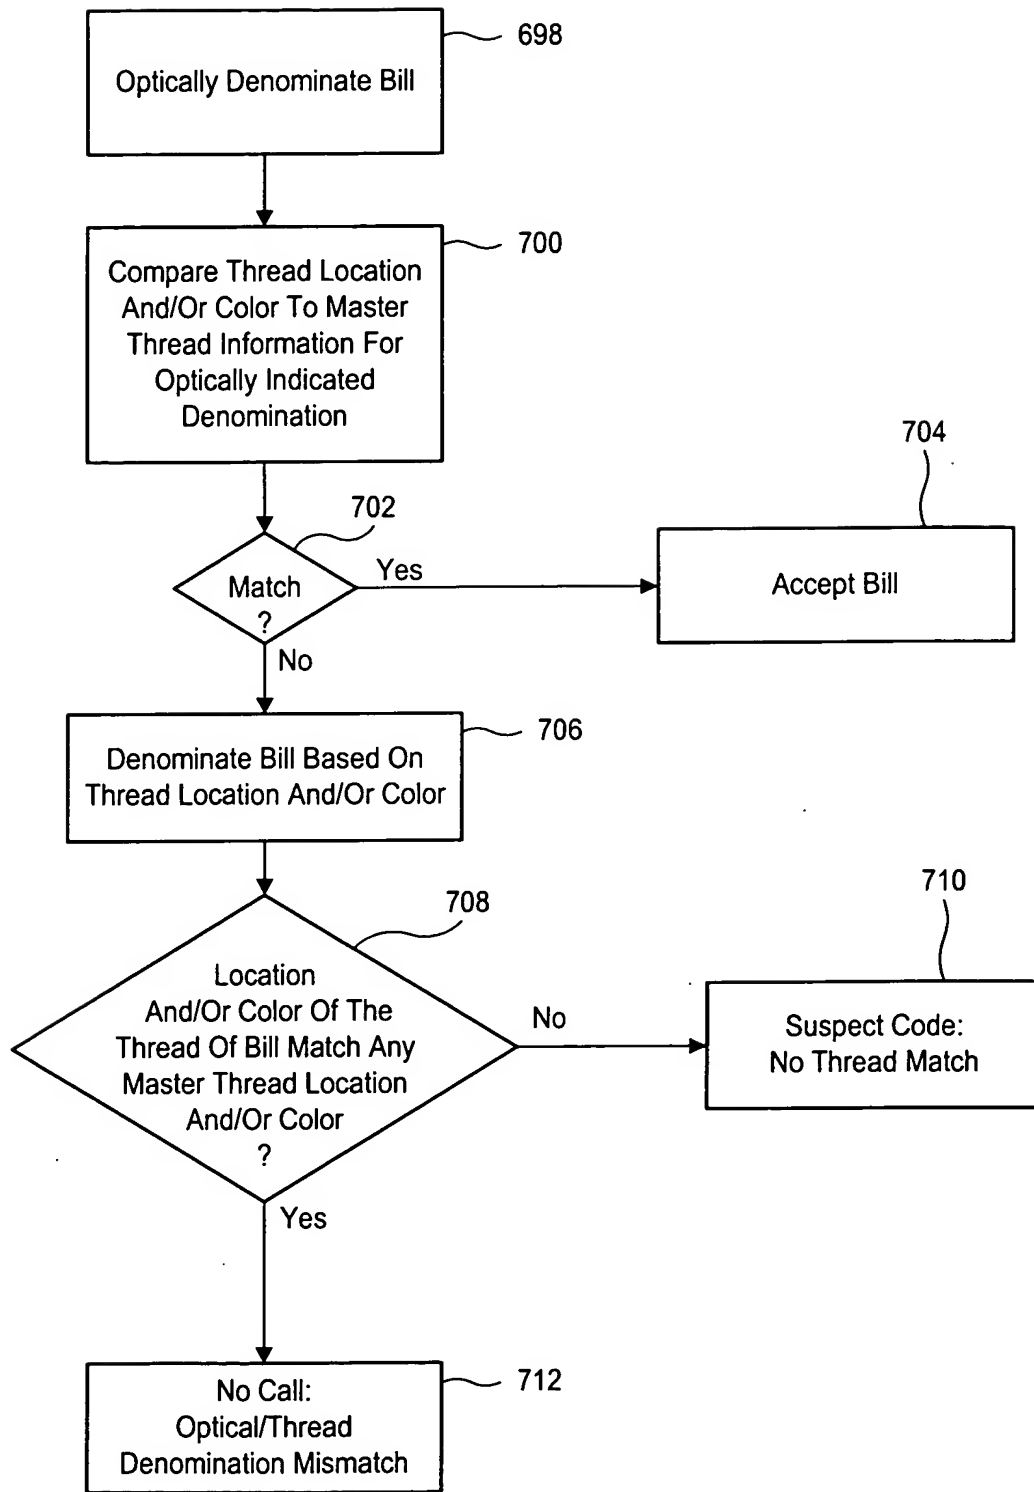 698
Optically Denominate Bill
700
Compare Thread Location
And/Or Color To Master
Thread Information For
Optically Indicated
Denomination
702
704
Match
?
Yes
Accept Bill
No
706
Denominate Bill Based On
Thread Location And/Or Color
708
710
Location
And/Or Color Of The
Thread Of Bill Match Any
Master Thread Location
And/Or Color
?
No
Suspect Code:
No Thread Match
Yes
712
No Call:
Optical/Thread
Denomination Mismatch